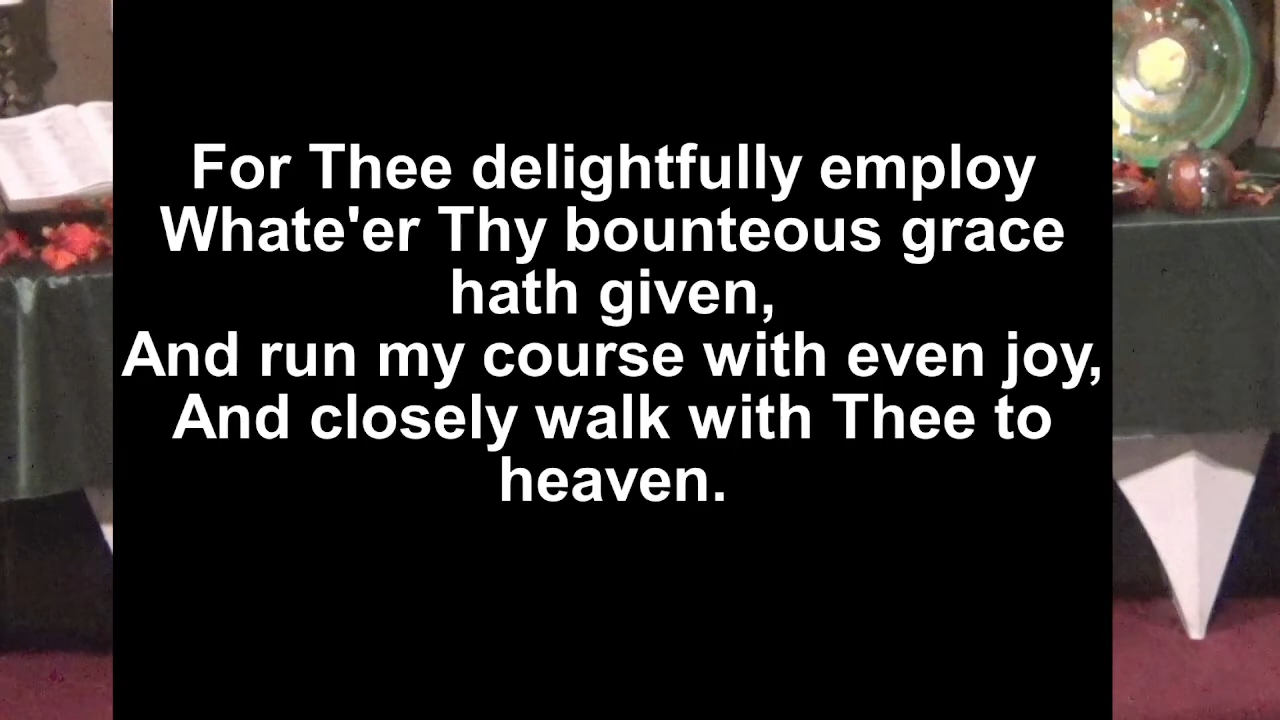 For Thee delightfully employ
Whate'er Thy bounteous grace
hath given,
And run my course with even joy,
And closely walk with Thee to
heaven.